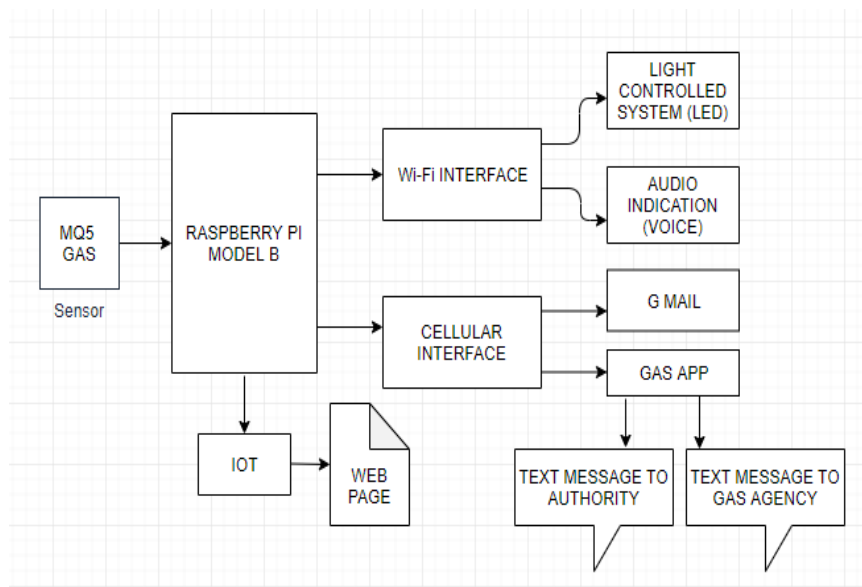 MQ5
GAS
Sensor
RASPBERRY PI
MODEL B
Wi-Fi INTERFACE
LIGHT
CONTROLLED
SYSTEM (LED)
AUDIO
INDICATION
(VOICE)
CELLULAR
INTERFACE
G MAIL
GAS APP
TEXT MESSAGE TO
AUTHORITY
TEXT MESSAGE TO
GAS AGENCY
IOT
WEB
PAGE